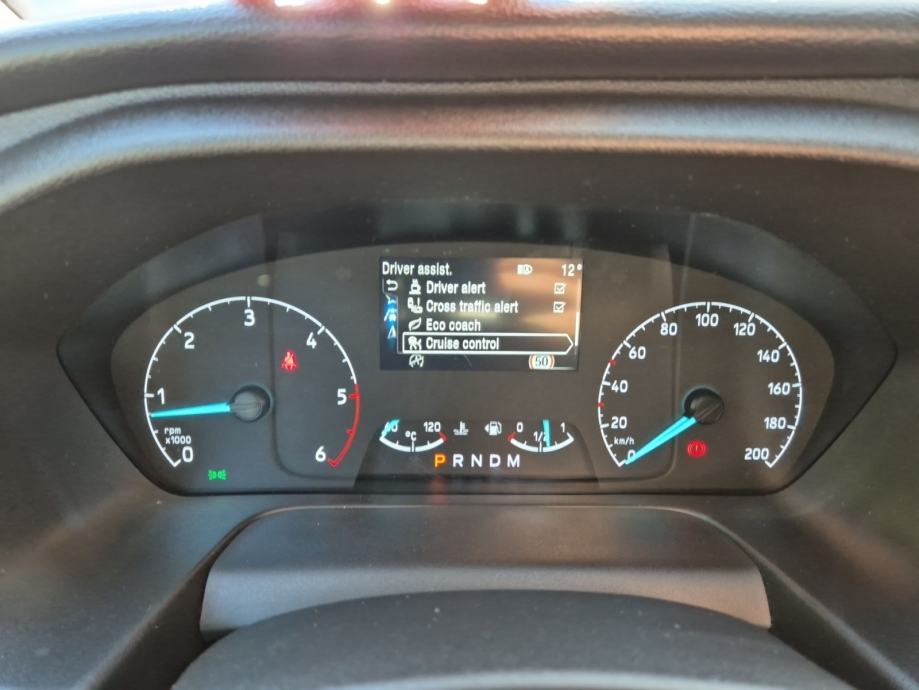 Driver assist. 12°
Driver alert
Cross traffic alert
Eco coach
Cruise control
50
0 1 2 3 4 5 6
rpm
x1000
60 120
°C
0 1/2 1
P R N D M
0 20 40 60 80 100 120 140 160 180 200
km/h